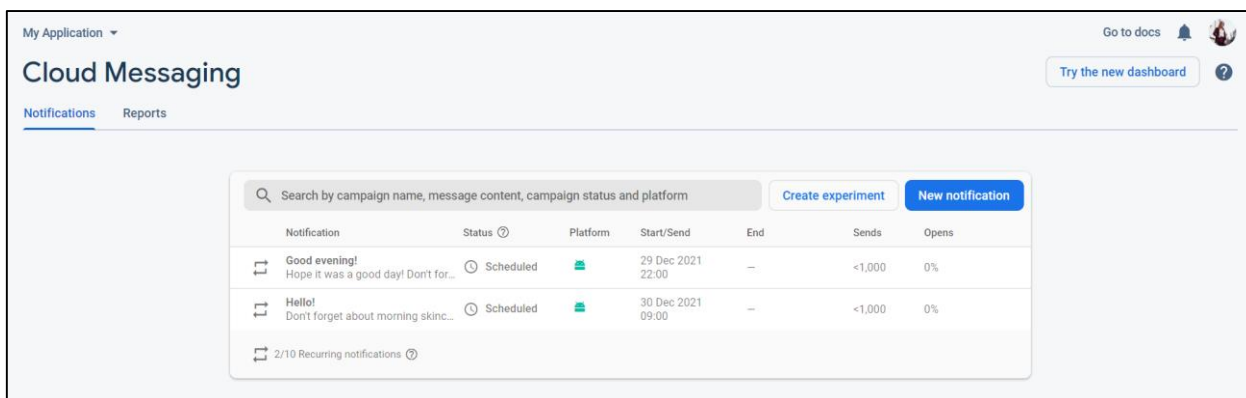 My Application
Go to docs
Cloud Messaging
Try the new dashboard
Notifications Reports
Search by campaign name, message content, campaign status and platform
Create experiment
New notification
Notification Status Platform Start/Send End Sends Opens
Good evening!
Hope it was a good day! Don't for...
Scheduled
29 Dec 2021
22:00
–
<1,000
0%
Hello!
Don't forget about morning skinc...
Scheduled
30 Dec 2021
09:00
–
<1,000
0%
2/10 Recurring notifications